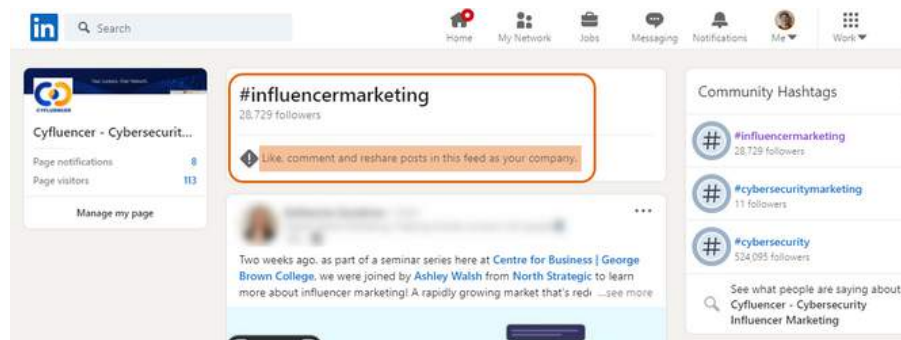 in
Search
Home
My Network
Jobs
Messaging
Notifications
Me
Work
CYFLUENCER
Cyfluencer - Cybersecurit...
Page notifications 8
Page visitors 113
Manage my page
#influencermarketing
28,729 followers
Like, comment and reshare posts in this feed as your company.
Two weeks ago, as part of a seminar series here at Centre for Business | George
Brown College, we were joined by Ashley Walsh from North Strategic to learn
more about influencer marketing! A rapidly growing market that's rede ...see more
Community Hashtags
#influencermarketing
28,729 followers
#cybersecuritymarketing
11 followers
#cybersecurity
524,095 followers
See what people are saying about
Cyfluencer - Cybersecurity
Influencer Marketing